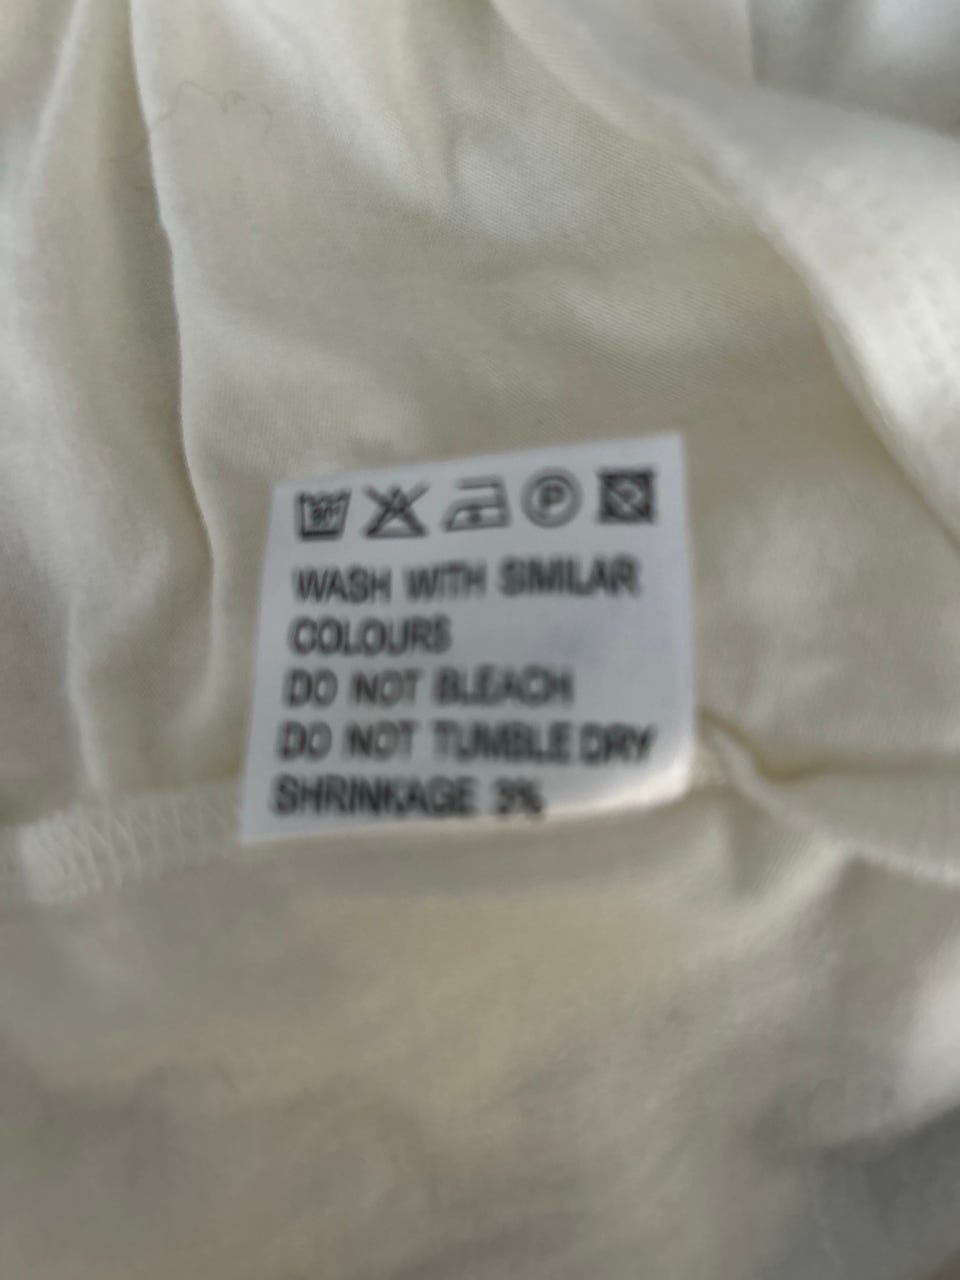 P
WASH WITH SIMILAR
COLOURS
DO NOT BLEACH
DO NOT TUMBLE DRY
SHRINKAGE 3%